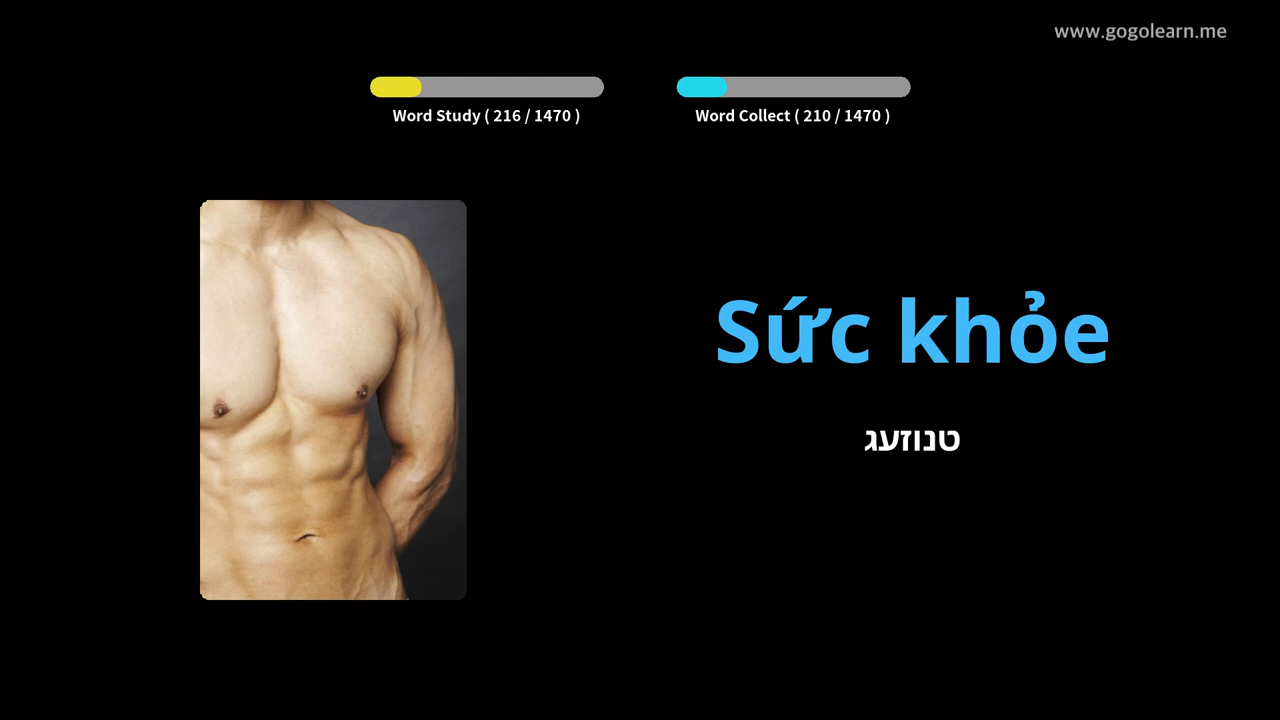 www.gogolearn.me
Word Study ( 216 / 1470 )
Word Collect ( 210 / 1470 )
Sức khỏe
טנוזעג